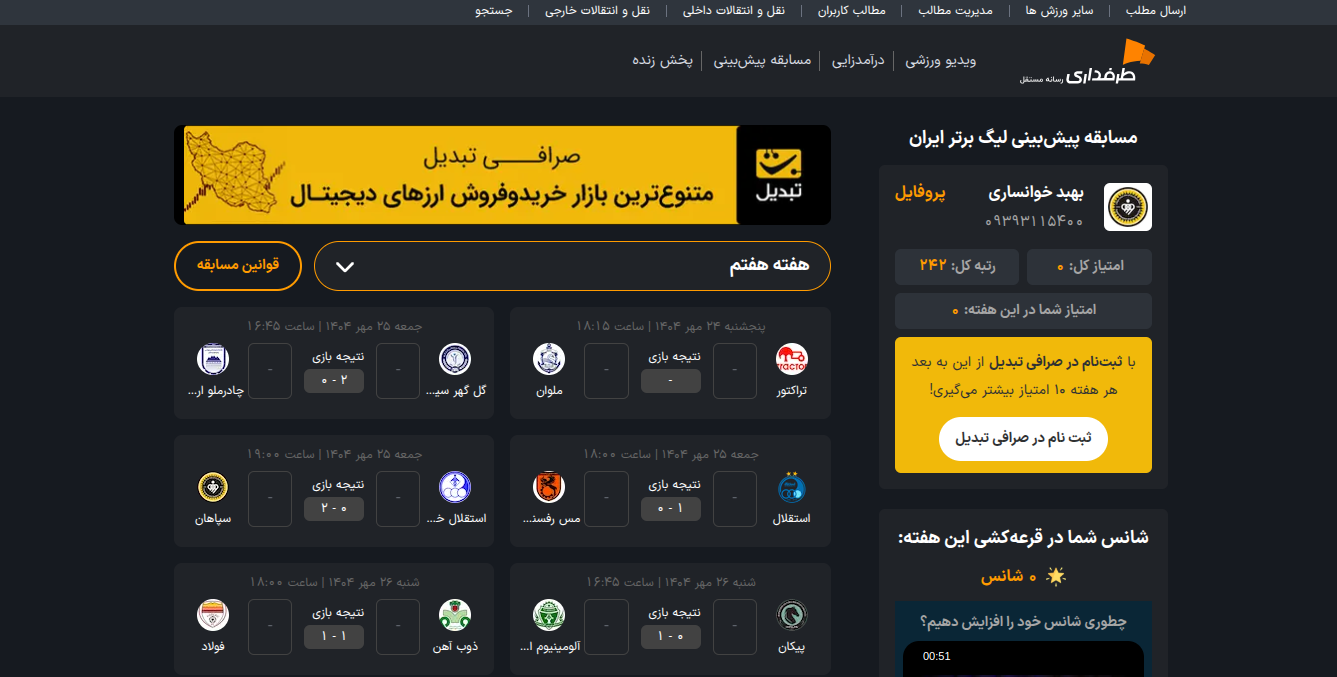 ارسال مطلب | سایر ورزش ها | مدیریت مطالب | مطالب کاربران | نقل و انتقالات داخلی | نقل و انتقالات خارجی | جستجو
طرفداری رسانه مستقل
ویدیو ورزشی | درآمدزایی | مسابقه پیش‌بینی | پخش زنده
مسابقه پیش‌بینی لیگ برتر ایران
بهبد خوانساری
پروفایل
۰۹۳۹۳۱۱۵۴۰۰
امتیاز کل: ۰
رتبه کل: ۲۴۲
امتیاز شما در این هفته: ۰
با ثبت‌نام در صرافی تبدیل از این به بعد
هر هفته ۱۰ امتیاز بیشتر می‌گیری!
ثبت نام در صرافی تبدیل
شانس شما در قرعه‌کشی این هفته:
۰ شانس
چطوری شانس خود را افزایش دهیم؟
00:51
تبدیل
صرافــــی تبدیل
متنوع‌ترین بازار خریدوفروش ارزهای دیجیتـال
هفته هفتم
قوانین مسابقه
پنجشنبه ۲۴ مهر ۱۴۰۴ | ساعت ۱۸:۱۵
تراکتور - نتیجه بازی - ملوان
-
جمعه ۲۵ مهر ۱۴۰۴ | ساعت ۱۶:۴۵
گل گهر سی... - نتیجه بازی - چادرملو ار...
۲ - ۰
جمعه ۲۵ مهر ۱۴۰۴ | ساعت ۱۸:۰۰
استقلال - نتیجه بازی - مس رفسن...
۱ - ۰
جمعه ۲۵ مهر ۱۴۰۴ | ساعت ۱۹:۰۰
استقلال خ... - نتیجه بازی - سپاهان
۰ - ۲
شنبه ۲۶ مهر ۱۴۰۴ | ساعت ۱۶:۴۵
پیکان - نتیجه بازی - آلومینیوم ا...
۰ - ۱
شنبه ۲۶ مهر ۱۴۰۴ | ساعت ۱۸:۰۰
ذوب آهن - نتیجه بازی - فولاد
۱ - ۱